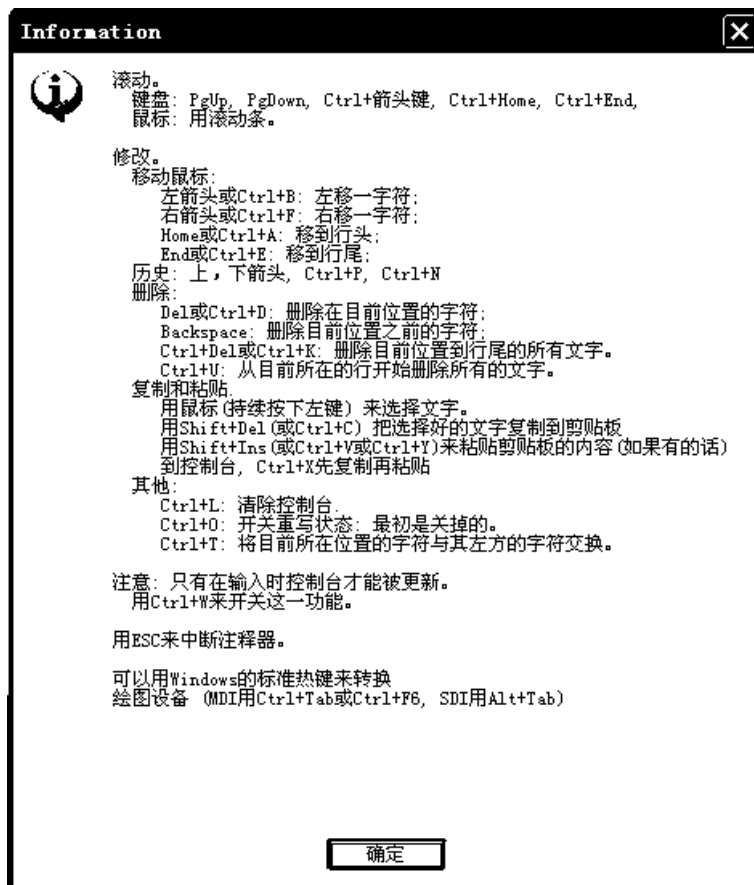 Information
滚动。
键盘: PgUp, PgDown, Ctrl+箭头键, Ctrl+Home, Ctrl+End,
鼠标: 用滚动条。
修改。
移动鼠标:
左箭头或Ctrl+B: 左移一字符;
右箭头或Ctrl+F: 右移一字符;
Home或Ctrl+A: 移到行头;
End或Ctrl+E: 移到行尾;
历史: 上，下箭头, Ctrl+P, Ctrl+N
删除:
Del或Ctrl+D: 删除在目前位置的字符;
Backspace: 删除目前位置之前的字符;
Ctrl+Del或Ctrl+K: 删除目前位置到行尾的所有文字。
Ctrl+U: 从目前所在的行开始删除所有的文字。
复制和粘贴.
用鼠标(持续按下左键) 来选择文字。
用Shift+Del(或Ctrl+C) 把选择好的文字复制到剪贴板
用Shift+Ins(或Ctrl+V或Ctrl+Y)来粘贴剪贴板的内容(如果有的话)
到控制台, Ctrl+X先复制再粘贴
其他:
Ctrl+L: 清除控制台.
Ctrl+O: 开关重写状态: 最初是关掉的。
Ctrl+T: 将目前所在位置的字符与其左方的字符交换。
注意: 只有在输入时控制台才能被更新。
用Ctrl+W来开关这一功能。
用ESC来中断注释器。
可以用Windows的标准热键来转换
绘图设备 (MDI用Ctrl+Tab或Ctrl+F6, SDI用Alt+Tab)
确定